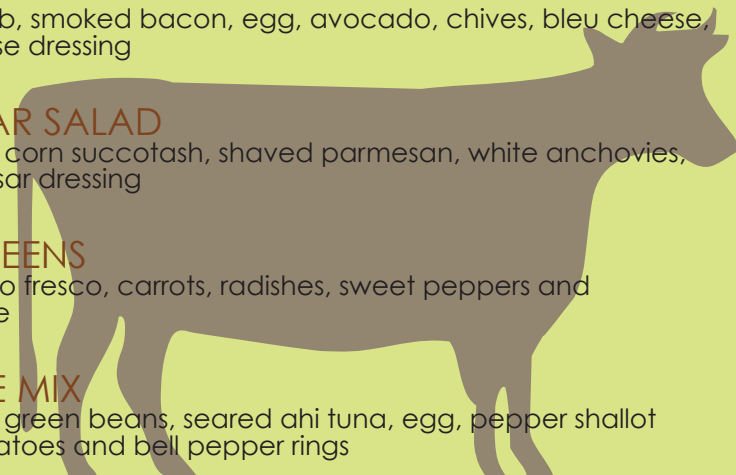 b, smoked bacon, egg, avocado, chives, bleu cheese,
se dressing
AR SALAD
corn succotash, shaved parmesan, white anchovies,
sar dressing
EENS
o fresco, carrots, radishes, sweet peppers and
e
E MIX
green beans, seared ahi tuna, egg, pepper shallot
atoes and bell pepper rings